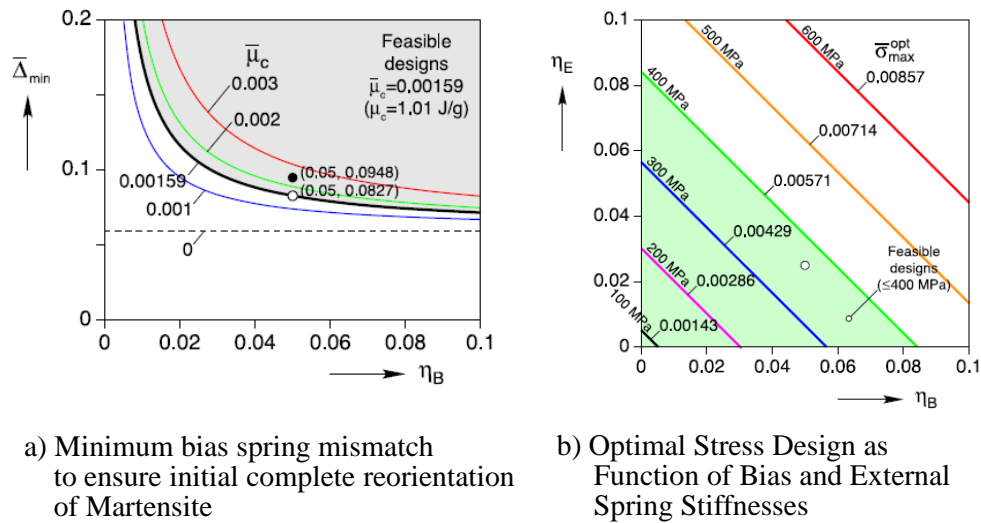 0.2
Δ̅min
0.1
0
0
0.02
0.04
0.06
0.08
0.1
ηB
μ̅c
0.003
0.002
0.00159
0.001
0
Feasible
designs
μ̅c=0.00159
(μc=1.01 J/g)
(0.05, 0.0948)
(0.05, 0.0827)
a) Minimum bias spring mismatch
to ensure initial complete reorientation
of Martensite
0.1
ηE
0.08
0.06
0.04
0.02
0
0
0.02
0.04
0.06
0.08
0.1
ηB
500 MPa
600 MPa
σ̅max opt
0.00857
400 MPa
0.00714
300 MPa
0.00571
0.00429
200 MPa
0.00286
100 MPa
0.00143
Feasible
designs
(≤400 MPa)
b) Optimal Stress Design as
Function of Bias and External
Spring Stiffnesses